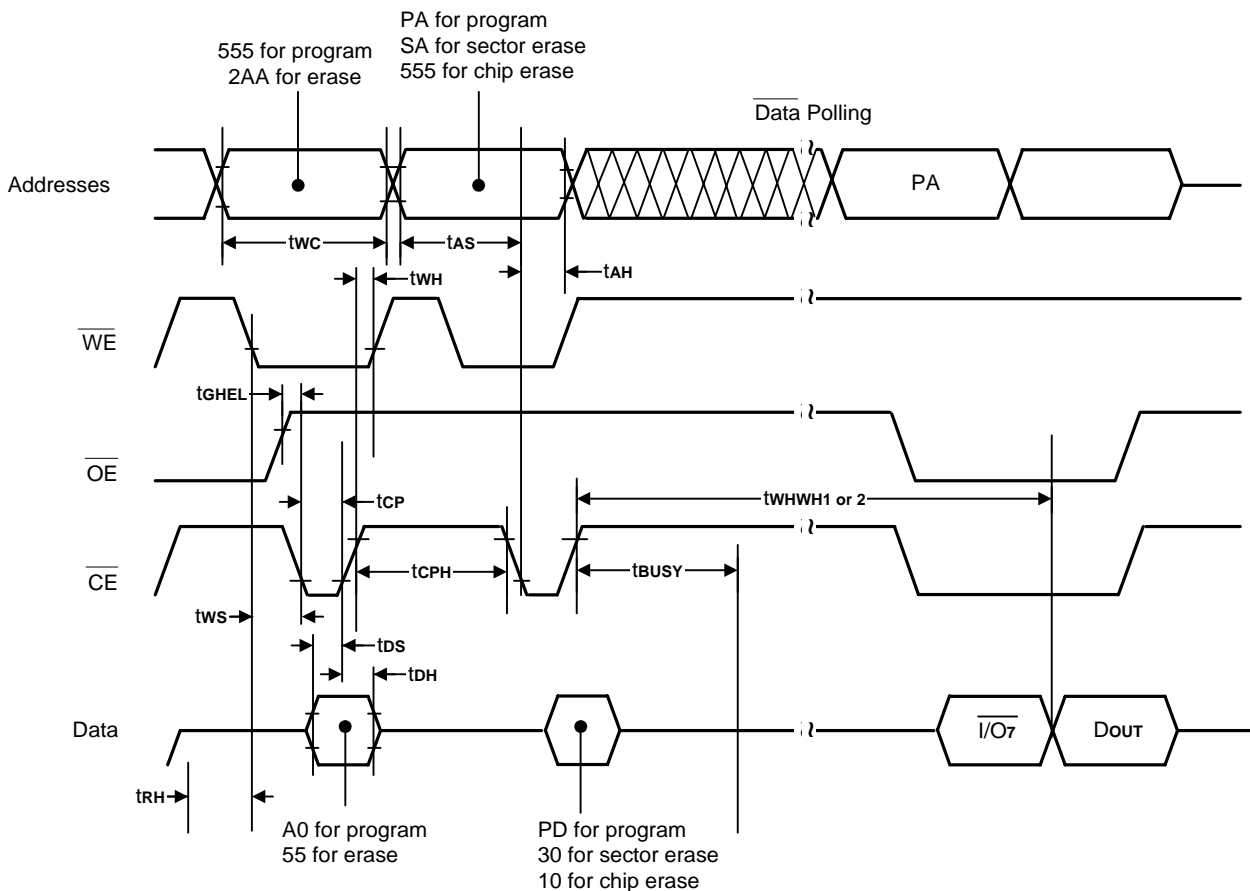 555 for program
2AA for erase
PA for program
SA for sector erase
555 for chip erase
Data Polling
Addresses
PA
tWC
tAS
tWH
tAH
WE
tGHEL
OE
tCP
tWHWH1 or 2
CE
tCPH
tBUSY
tWS
tDS
tDH
Data
I/O7
DOUT
tRH
A0 for program
55 for erase
PD for program
30 for sector erase
10 for chip erase